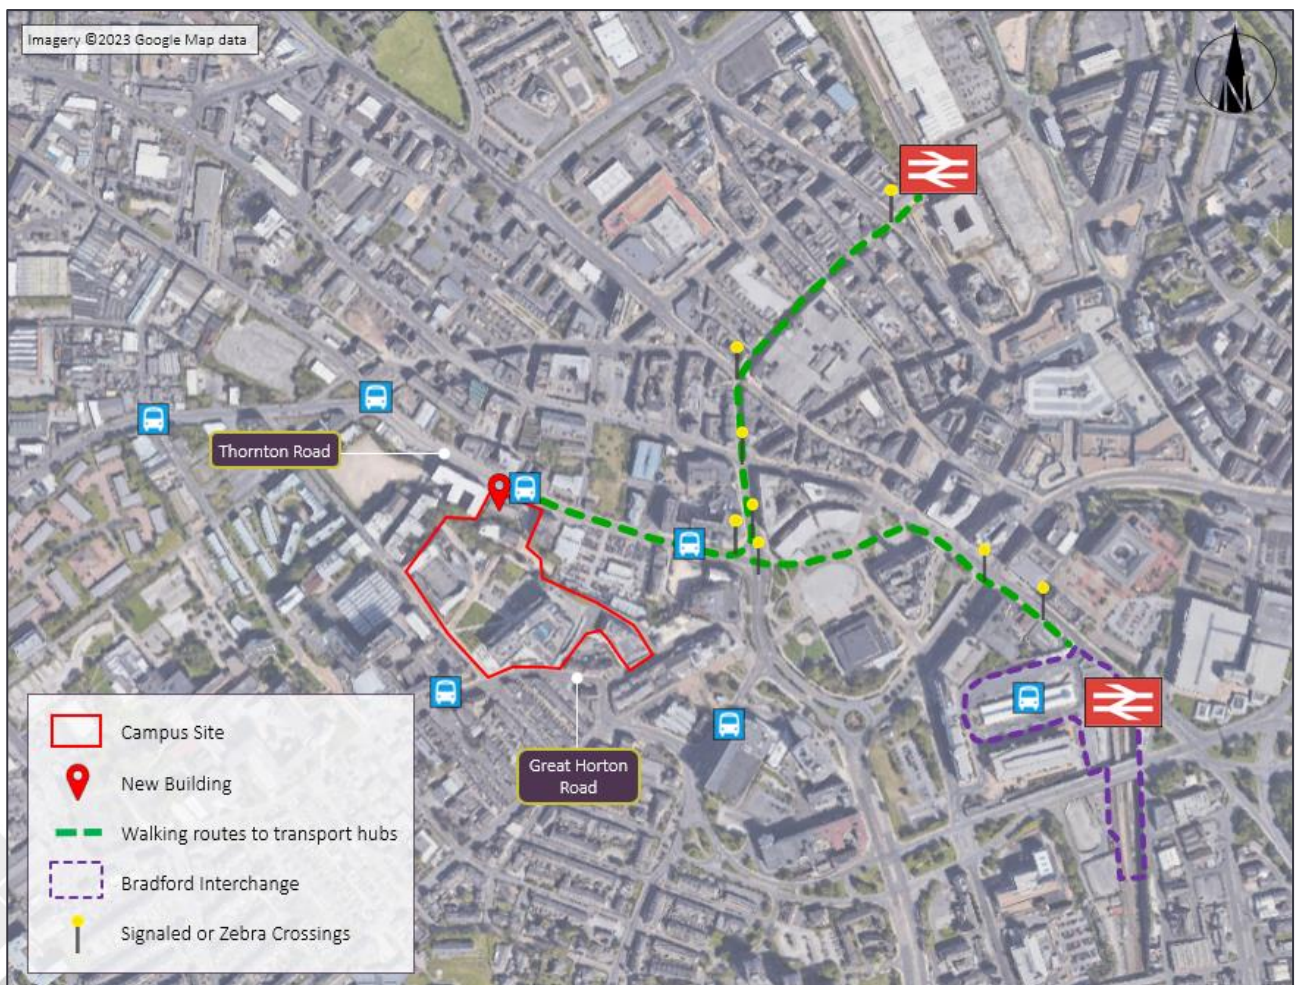 Imagery ©2023 Google Map data
N
Thornton Road
Great Horton
Road
Campus Site
New Building
Walking routes to transport hubs
Bradford Interchange
Signaled or Zebra Crossings